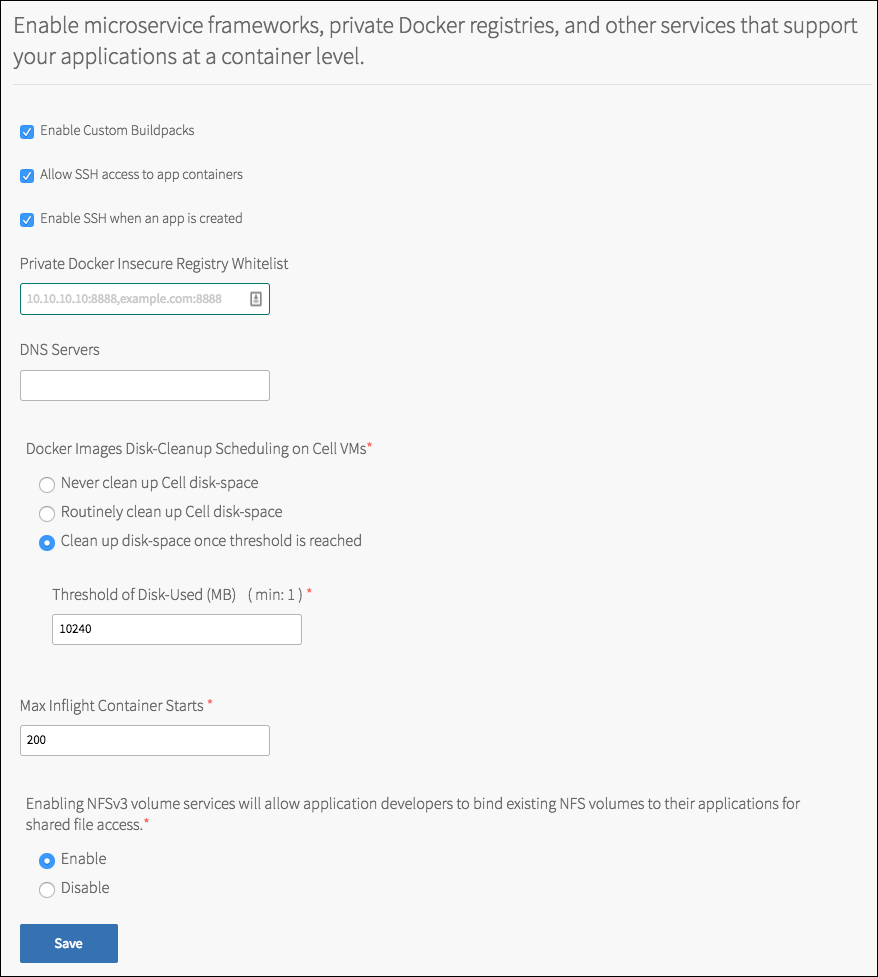 Enable microservice frameworks, private Docker registries, and other services that support
your applications at a container level.
Enable Custom Buildpacks
Allow SSH access to app containers
Enable SSH when an app is created
Private Docker Insecure Registry Whitelist
10.10.10.10:8888,example.com:8888
DNS Servers
Docker Images Disk-Cleanup Scheduling on Cell VMs*
Never clean up Cell disk-space
Routinely clean up Cell disk-space
Clean up disk-space once threshold is reached
Threshold of Disk-Used (MB) ( min: 1 ) *
10240
Max Inflight Container Starts *
200
Enabling NFSv3 volume services will allow application developers to bind existing NFS volumes to their applications for
shared file access.*
Enable
Disable
Save